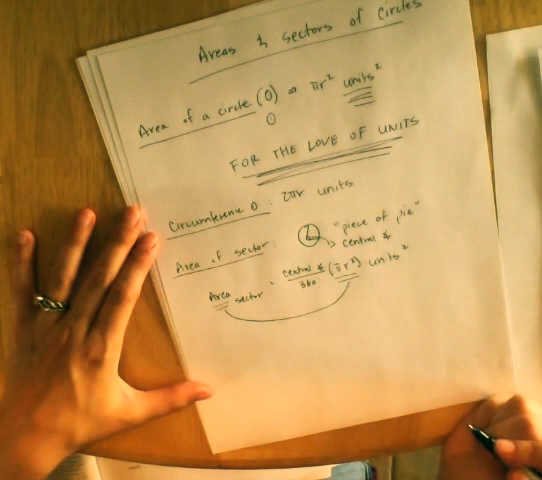 Areas & Sectors of Circles
Area of a circle (O) ⇒ πr² units²
FOR THE LOVE OF UNITS
Circumference O : 2πr units
Area of sector : "piece of pie"
→ central ∡
Area sector = central ∡/360 (πr²) units²